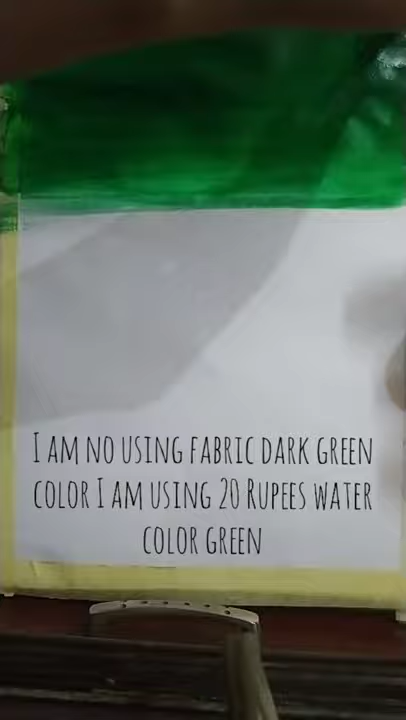 I AM NO USING FABRIC DARK GREEN
COLOR I AM USING 20 RUPEES WATER
COLOR GREEN